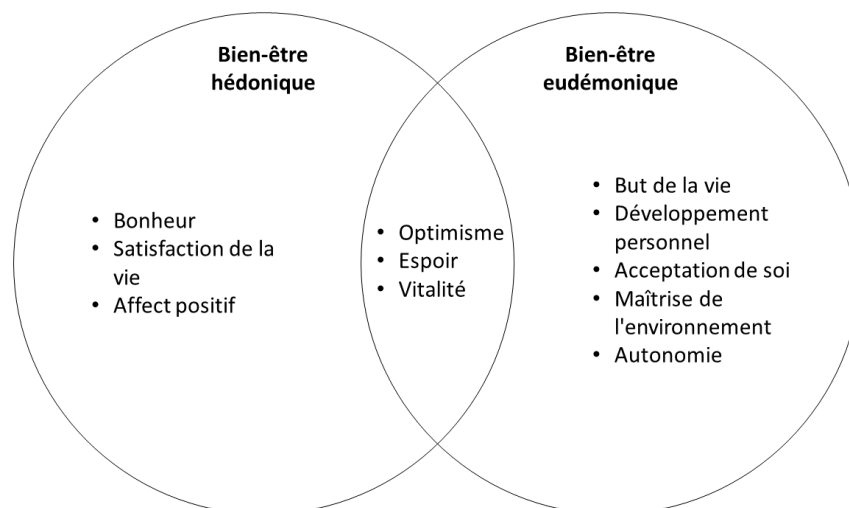 Bien-être
hédonique
Bien-être
eudémonique
• Bonheur
• Satisfaction de la
vie
• Affect positif
• Optimisme
• Espoir
• Vitalité
• But de la vie
• Développement
personnel
• Acceptation de soi
• Maîtrise de
l'environnement
• Autonomie